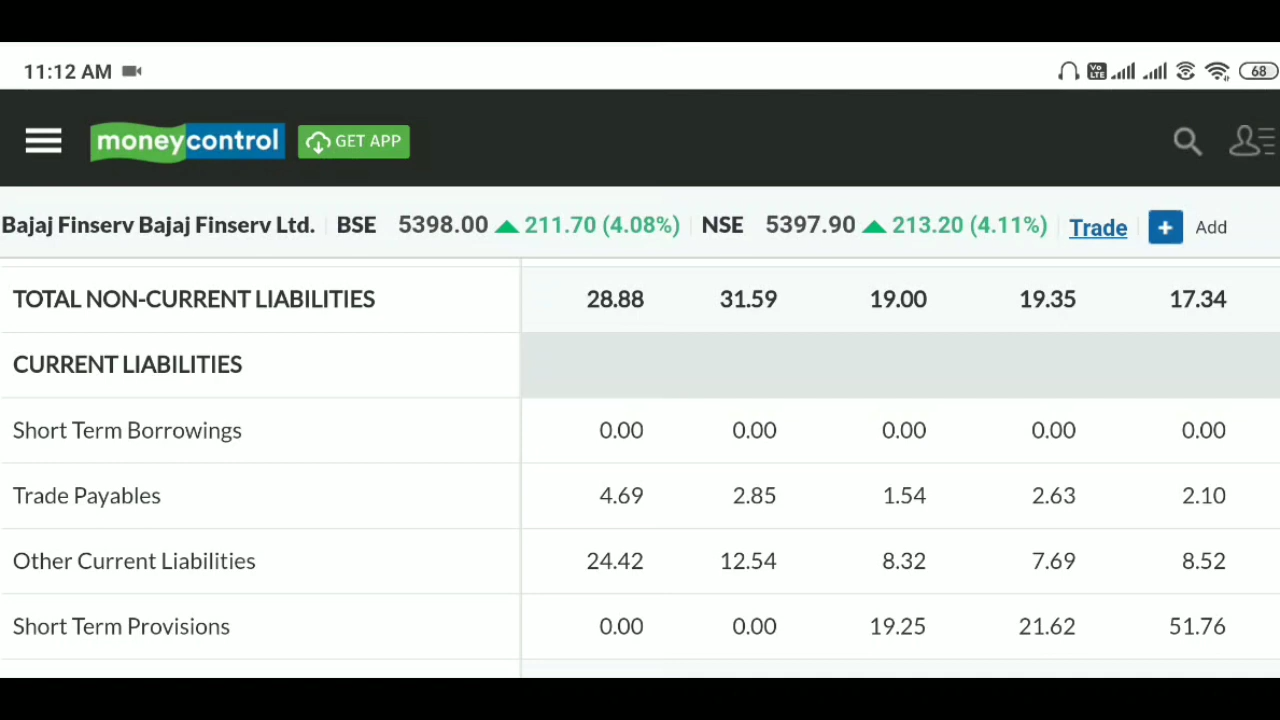 11:12 AM Vo LTE 68
moneycontrol GET APP
Bajaj Finserv Bajaj Finserv Ltd. BSE 5398.00 ▲ 211.70 (4.08%) NSE 5397.90 ▲ 213.20 (4.11%) Trade + Add
TOTAL NON-CURRENT LIABILITIES 28.88 31.59 19.00 19.35 17.34
CURRENT LIABILITIES
Short Term Borrowings 0.00 0.00 0.00 0.00 0.00
Trade Payables 4.69 2.85 1.54 2.63 2.10
Other Current Liabilities 24.42 12.54 8.32 7.69 8.52
Short Term Provisions 0.00 0.00 19.25 21.62 51.76